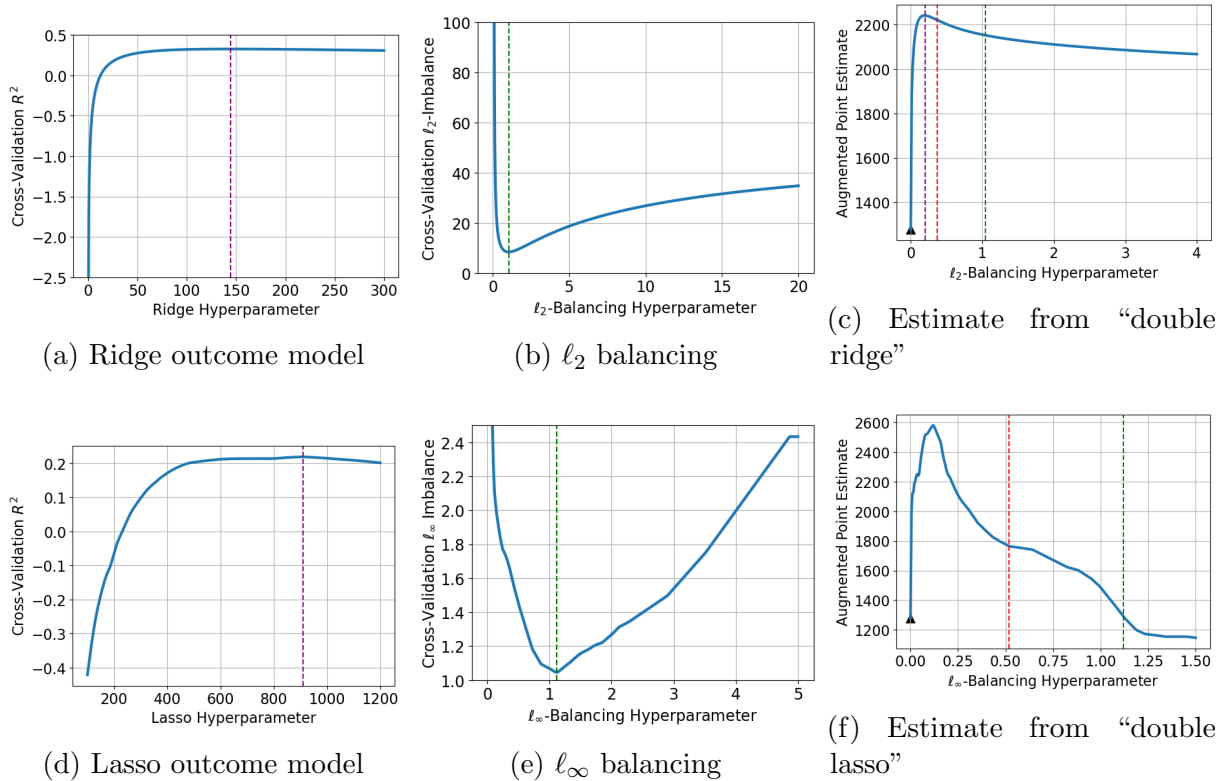 0.5
0.0
−0.5
−1.0
−1.5
−2.0
−2.5
Cross-Validation R²
0 50 100 150 200 250 300
Ridge Hyperparameter
(a) Ridge outcome model
100
80
60
40
20
0
Cross-Validation ℓ₂-Imbalance
0 5 10 15 20
ℓ₂-Balancing Hyperparameter
(b) ℓ₂ balancing
2200
2000
1800
1600
1400
Augmented Point Estimate
0 1 2 3 4
ℓ₂-Balancing Hyperparameter
(c) Estimate from “double
ridge”
0.2
0.1
0.0
−0.1
−0.2
−0.3
−0.4
Cross-Validation R²
200 400 600 800 1000 1200
Lasso Hyperparameter
(d) Lasso outcome model
2.4
2.2
2.0
1.8
1.6
1.4
1.2
1.0
Cross-Validation ℓ∞ Imbalance
0 1 2 3 4 5
ℓ∞-Balancing Hyperparameter
(e) ℓ∞ balancing
2600
2400
2200
2000
1800
1600
1400
1200
Augmented Point Estimate
0.00 0.25 0.50 0.75 1.00 1.25 1.50
ℓ∞-Balancing Hyperparameter
(f) Estimate from “double
lasso”